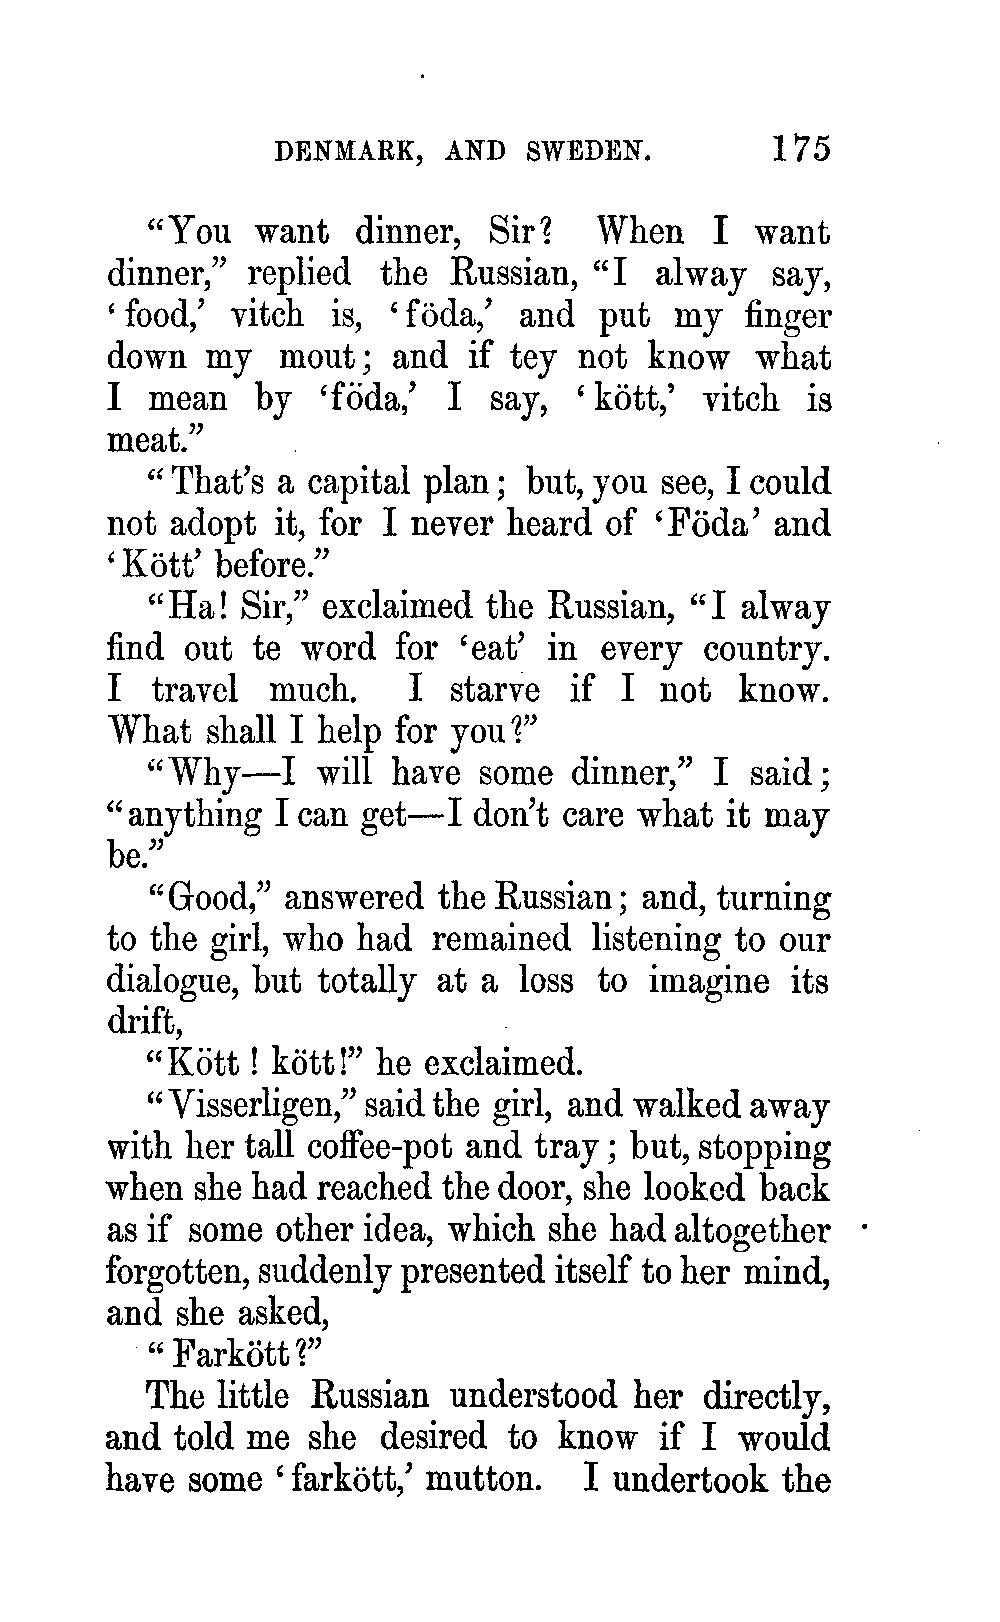 DENMARK, AND SWEDEN. 175
“You want dinner, Sir? When I want
dinner,” replied the Russian, “I alway say,
‘food,’ vitch is, ‘föda,’ and put my finger
down my mout; and if tey not know what
I mean by ‘föda,’ I say, ‘kött,’ vitch is
meat.”
“That’s a capital plan; but, you see, I could
not adopt it, for I never heard of ‘Föda’ and
‘Kött’ before.”
“Ha! Sir,” exclaimed the Russian, “I alway
find out te word for ‘eat’ in every country.
I travel much. I starve if I not know.
What shall I help for you?”
“Why—I will have some dinner,” I said;
“anything I can get—I don’t care what it may
be.”
“Good,” answered the Russian; and, turning
to the girl, who had remained listening to our
dialogue, but totally at a loss to imagine its
drift,
“Kött! kött!” he exclaimed.
“Visserligen,” said the girl, and walked away
with her tall coffee-pot and tray; but, stopping
when she had reached the door, she looked back
as if some other idea, which she had altogether
forgotten, suddenly presented itself to her mind,
and she asked,
“Farkött?”
The little Russian understood her directly,
and told me she desired to know if I would
have some ‘farkött,’ mutton. I undertook the